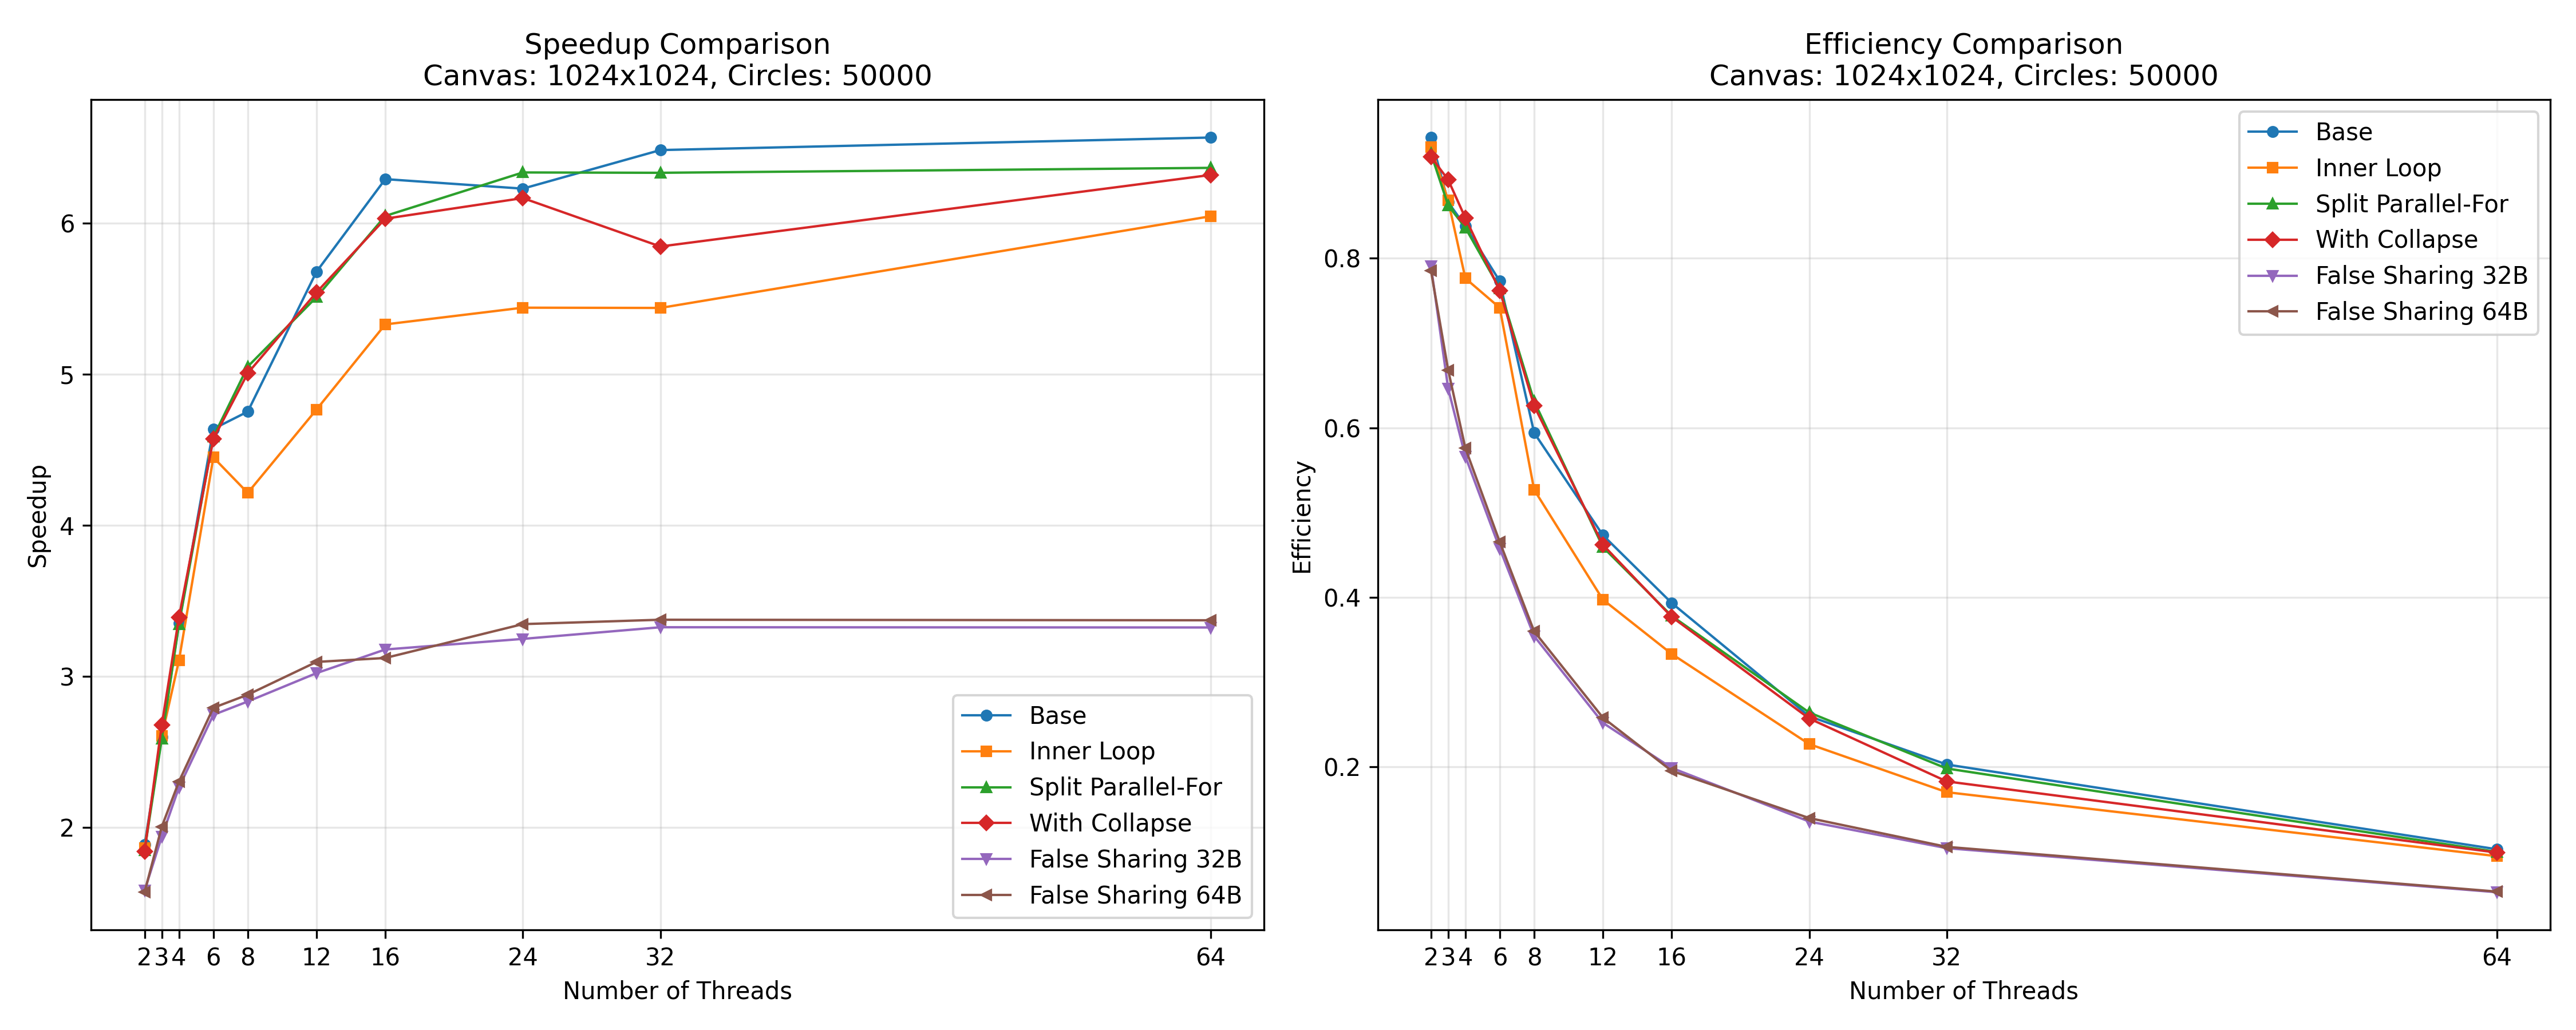 Speedup Comparison
Canvas: 1024x1024, Circles: 50000
Speedup
6
5
4
3
2
Base
Inner Loop
Split Parallel-For
With Collapse
False Sharing 32B
False Sharing 64B
2 3 4 6 8 12 16 24 32 64
Number of Threads
Efficiency Comparison
Canvas: 1024x1024, Circles: 50000
Efficiency
0.8
0.6
0.4
0.2
Base
Inner Loop
Split Parallel-For
With Collapse
False Sharing 32B
False Sharing 64B
2 3 4 6 8 12 16 24 32 64
Number of Threads